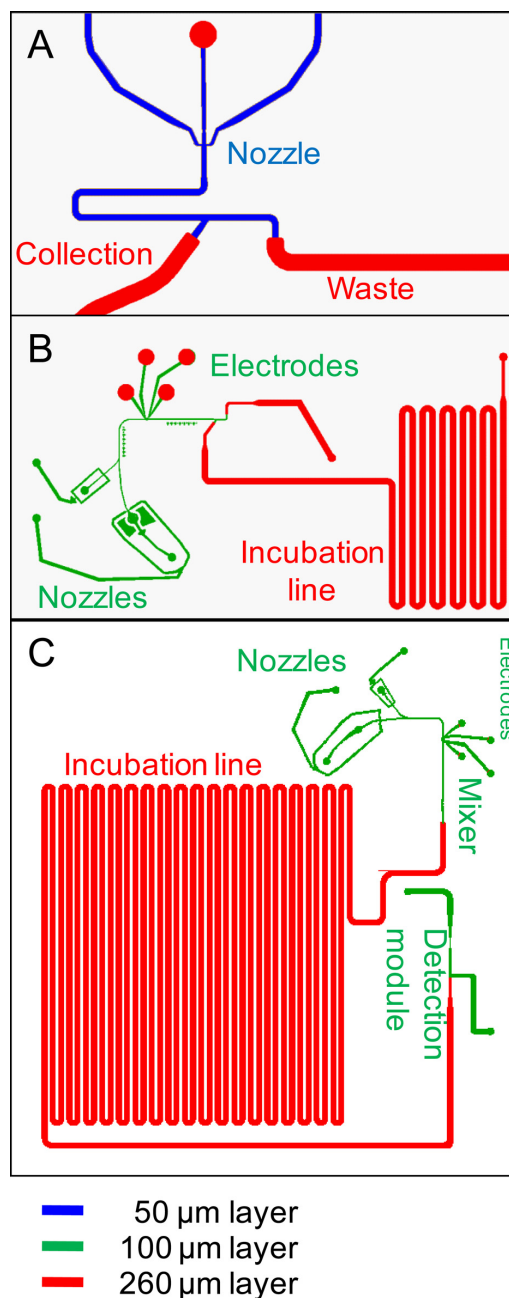 A
Nozzle
Collection
Waste
B
Electrodes
Incubation
line
Nozzles
C
Nozzles
Electrodes
Incubation line
Mixer
Detection
module
50 µm layer
100 µm layer
260 µm layer